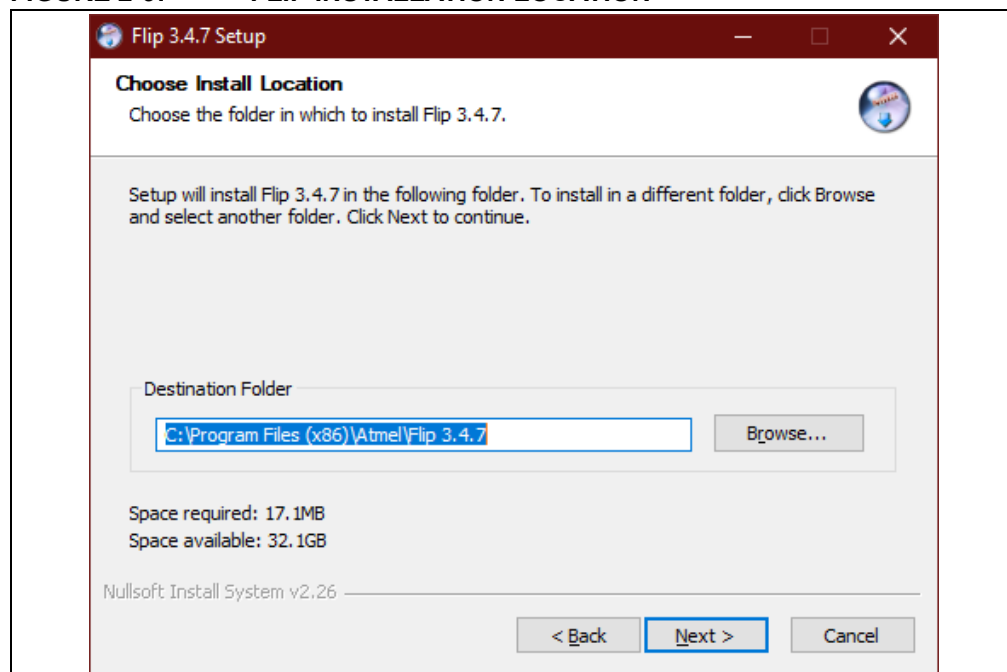 Flip 3.4.7 Setup
Choose Install Location
Choose the folder in which to install Flip 3.4.7.
Setup will install Flip 3.4.7 in the following folder. To install in a different folder, click Browse
and select another folder. Click Next to continue.
Destination Folder
C:\Program Files (x86)\Atmel\Flip 3.4.7
Browse...
Space required: 17.1MB
Space available: 32.1GB
Nullsoft Install System v2.26
< Back
Next >
Cancel